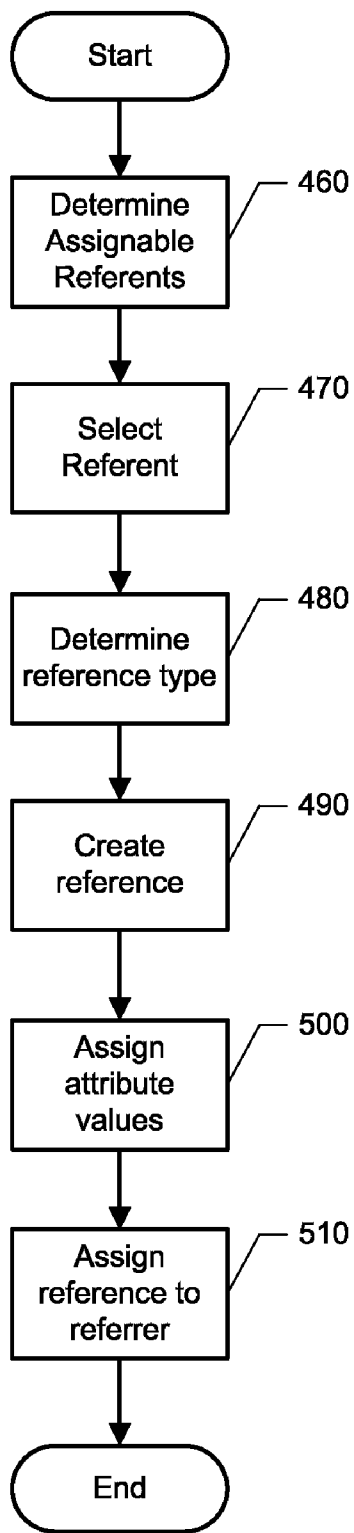 Start
460
Determine
Assignable
Referents
470
Select
Referent
480
Determine
reference type
490
Create
reference
500
Assign
attribute
values
510
Assign
reference to
referrer
End